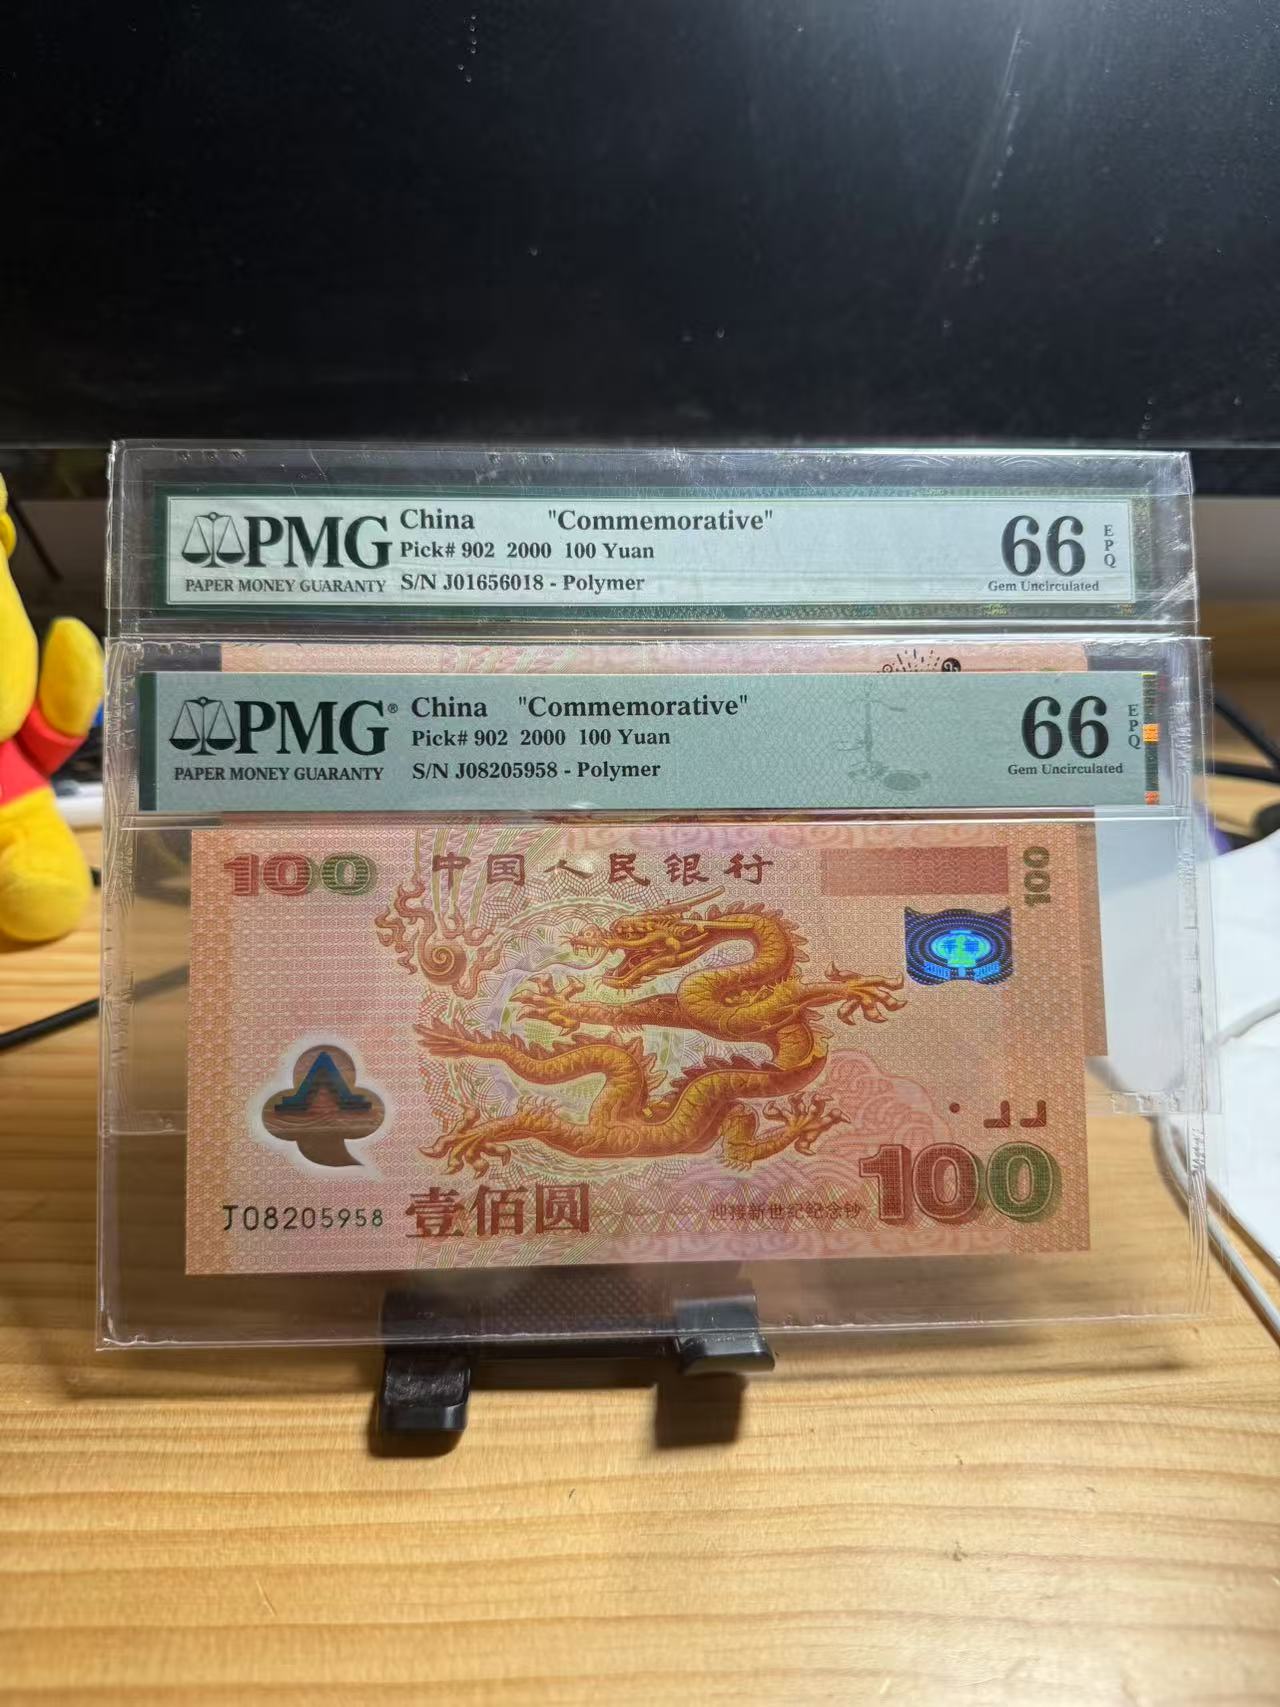 PMG
PAPER MONEY GUARANTY
China "Commemorative"
Pick# 902 2000 100 Yuan
S/N J01656018 - Polymer
66
EPQ
Gem Uncirculated
PMG®
PAPER MONEY GUARANTY
China "Commemorative"
Pick# 902 2000 100 Yuan
S/N J08205958 - Polymer
66
EPQ
Gem Uncirculated
100
中国人民银行
100
2000 2000
J08205958
壹佰圆
迎接新世纪纪念钞
100